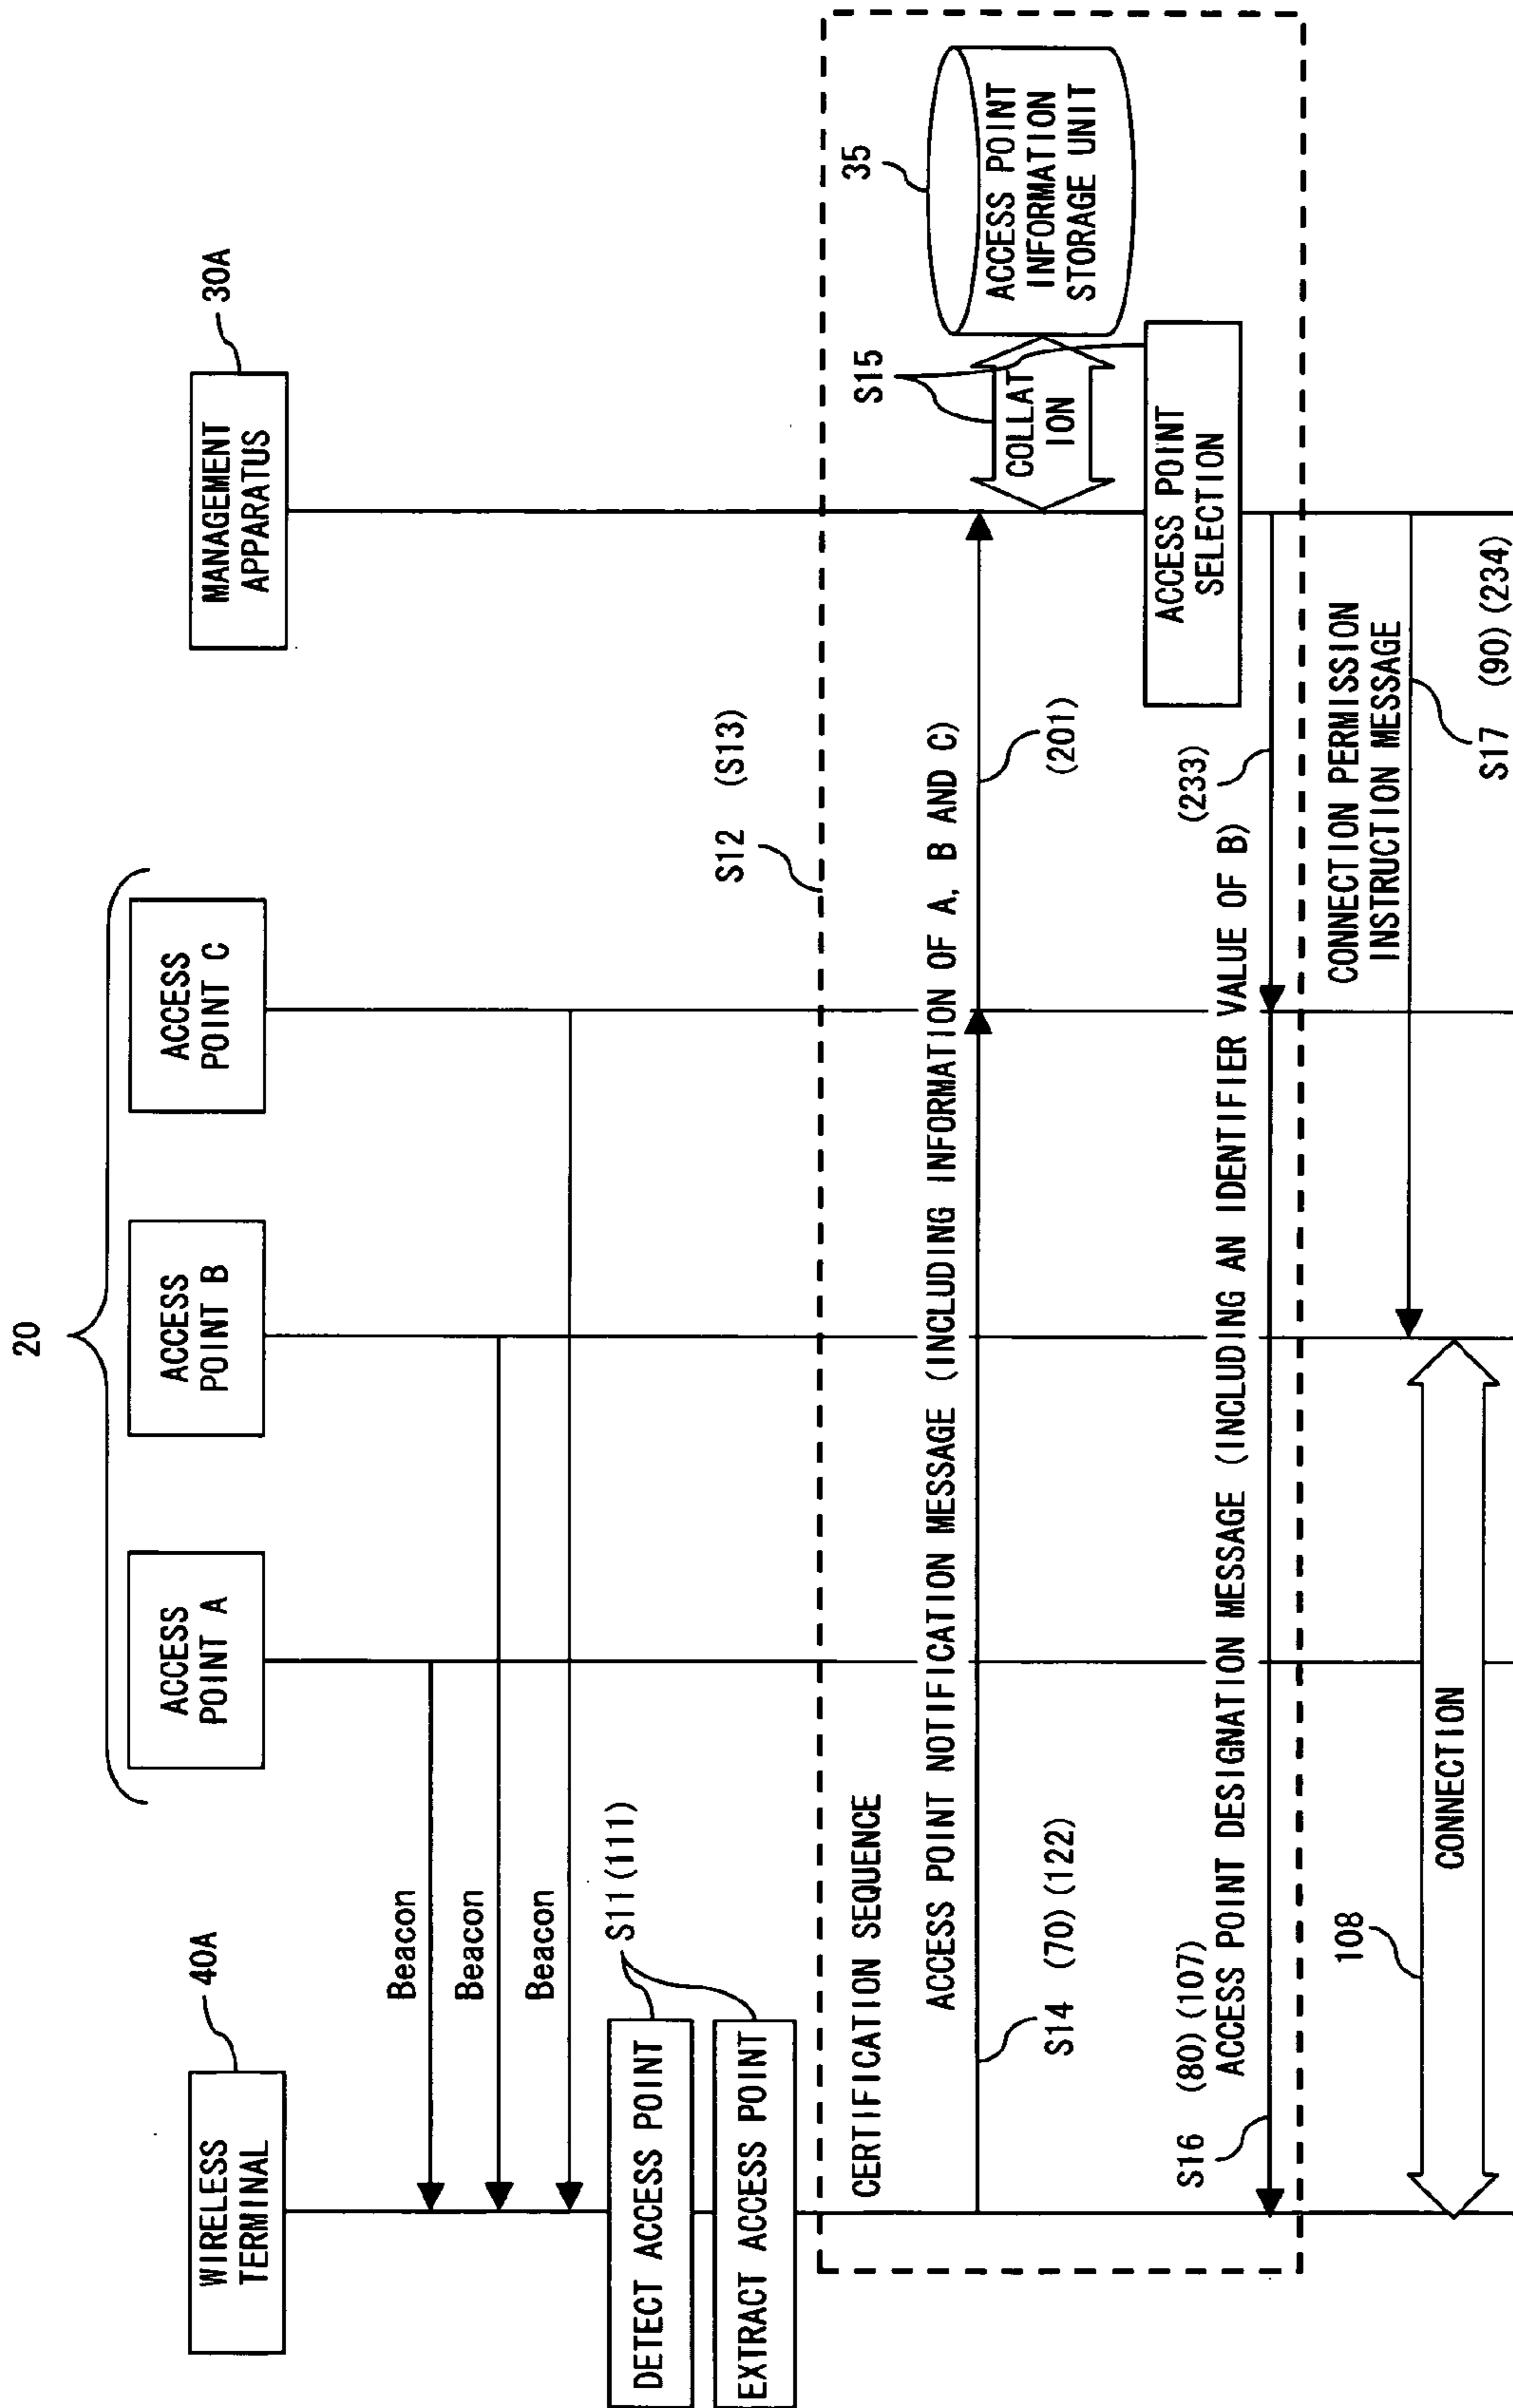 20
WIRELESS
TERMINAL
40A
ACCESS
POINT A
ACCESS
POINT B
ACCESS
POINT C
MANAGEMENT
APPARATUS
30A
Beacon
Beacon
Beacon
DETECT ACCESS POINT
S11(111)
EXTRACT ACCESS POINT
S12 (S13)
CERTIFICATION SEQUENCE
ACCESS POINT NOTIFICATION MESSAGE (INCLUDING INFORMATION OF A, B AND C)
S14 (70)(122)
(201)
S15
COLLAT
ION
35
ACCESS POINT
INFORMATION
STORAGE UNIT
ACCESS POINT
SELECTION
S16 (80)(107)
ACCESS POINT DESIGNATION MESSAGE (INCLUDING AN IDENTIFIER VALUE OF B)
(233)
CONNECTION PERMISSION
INSTRUCTION MESSAGE
S17 (90)(234)
108
CONNECTION